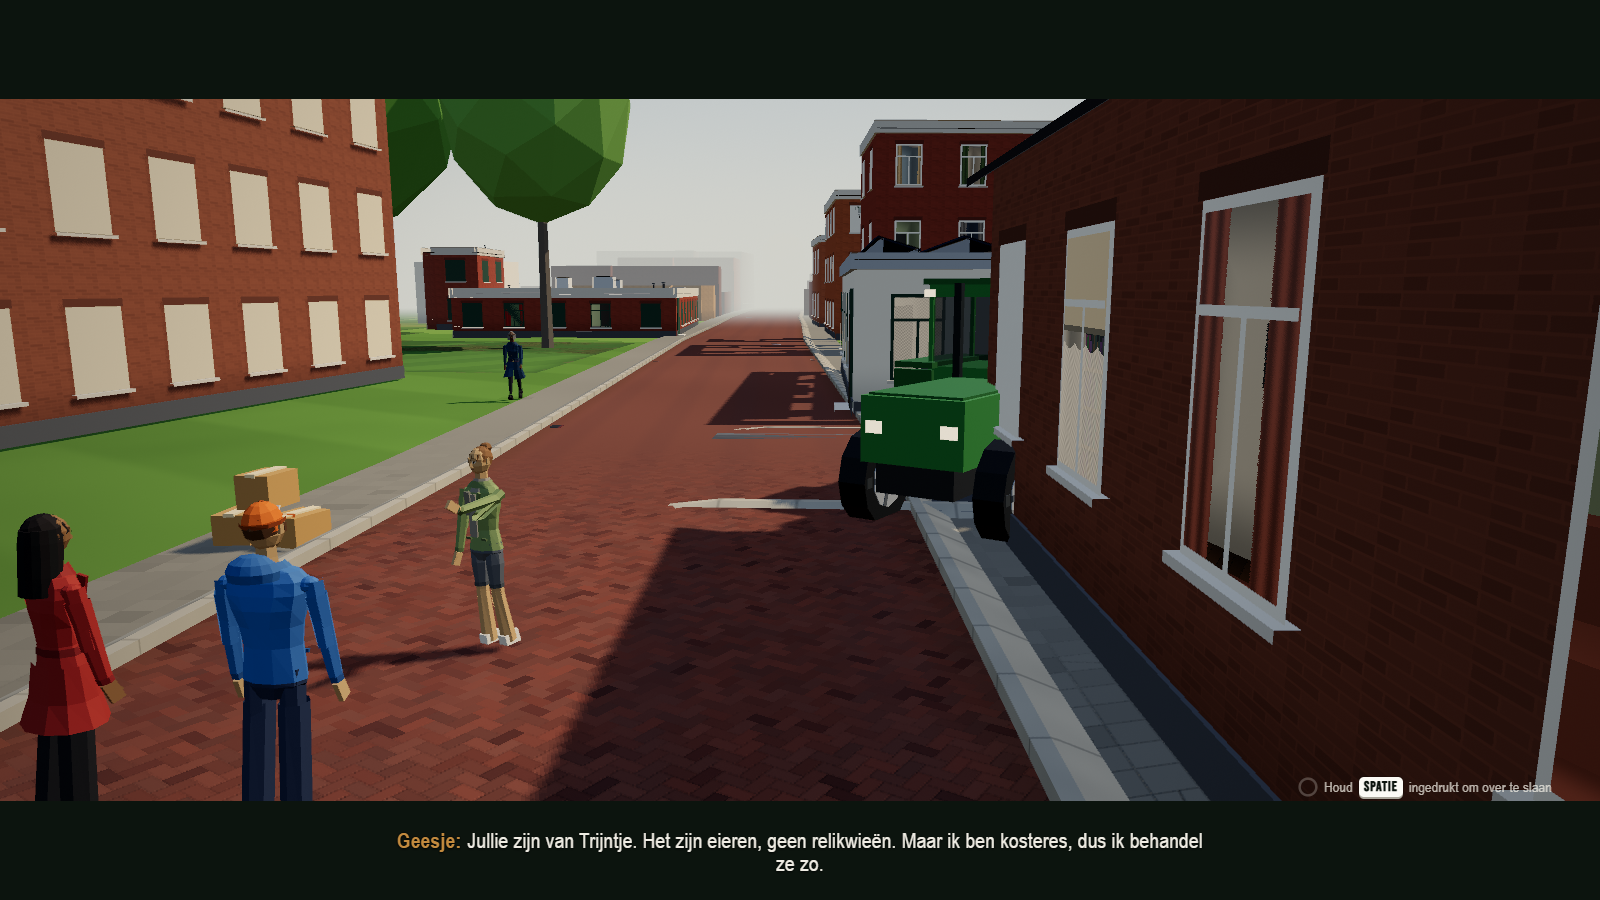 Houd SPATIE ingedrukt om over te slaan
Geesje: Jullie zijn van Trijntje. Het zijn eieren, geen relikwieën. Maar ik ben kosteres, dus ik behandel
ze zo.